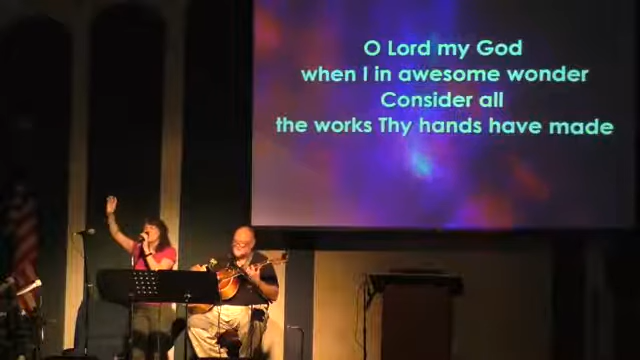 O Lord my God
when I in awesome wonder
Consider all
the works Thy hands have made